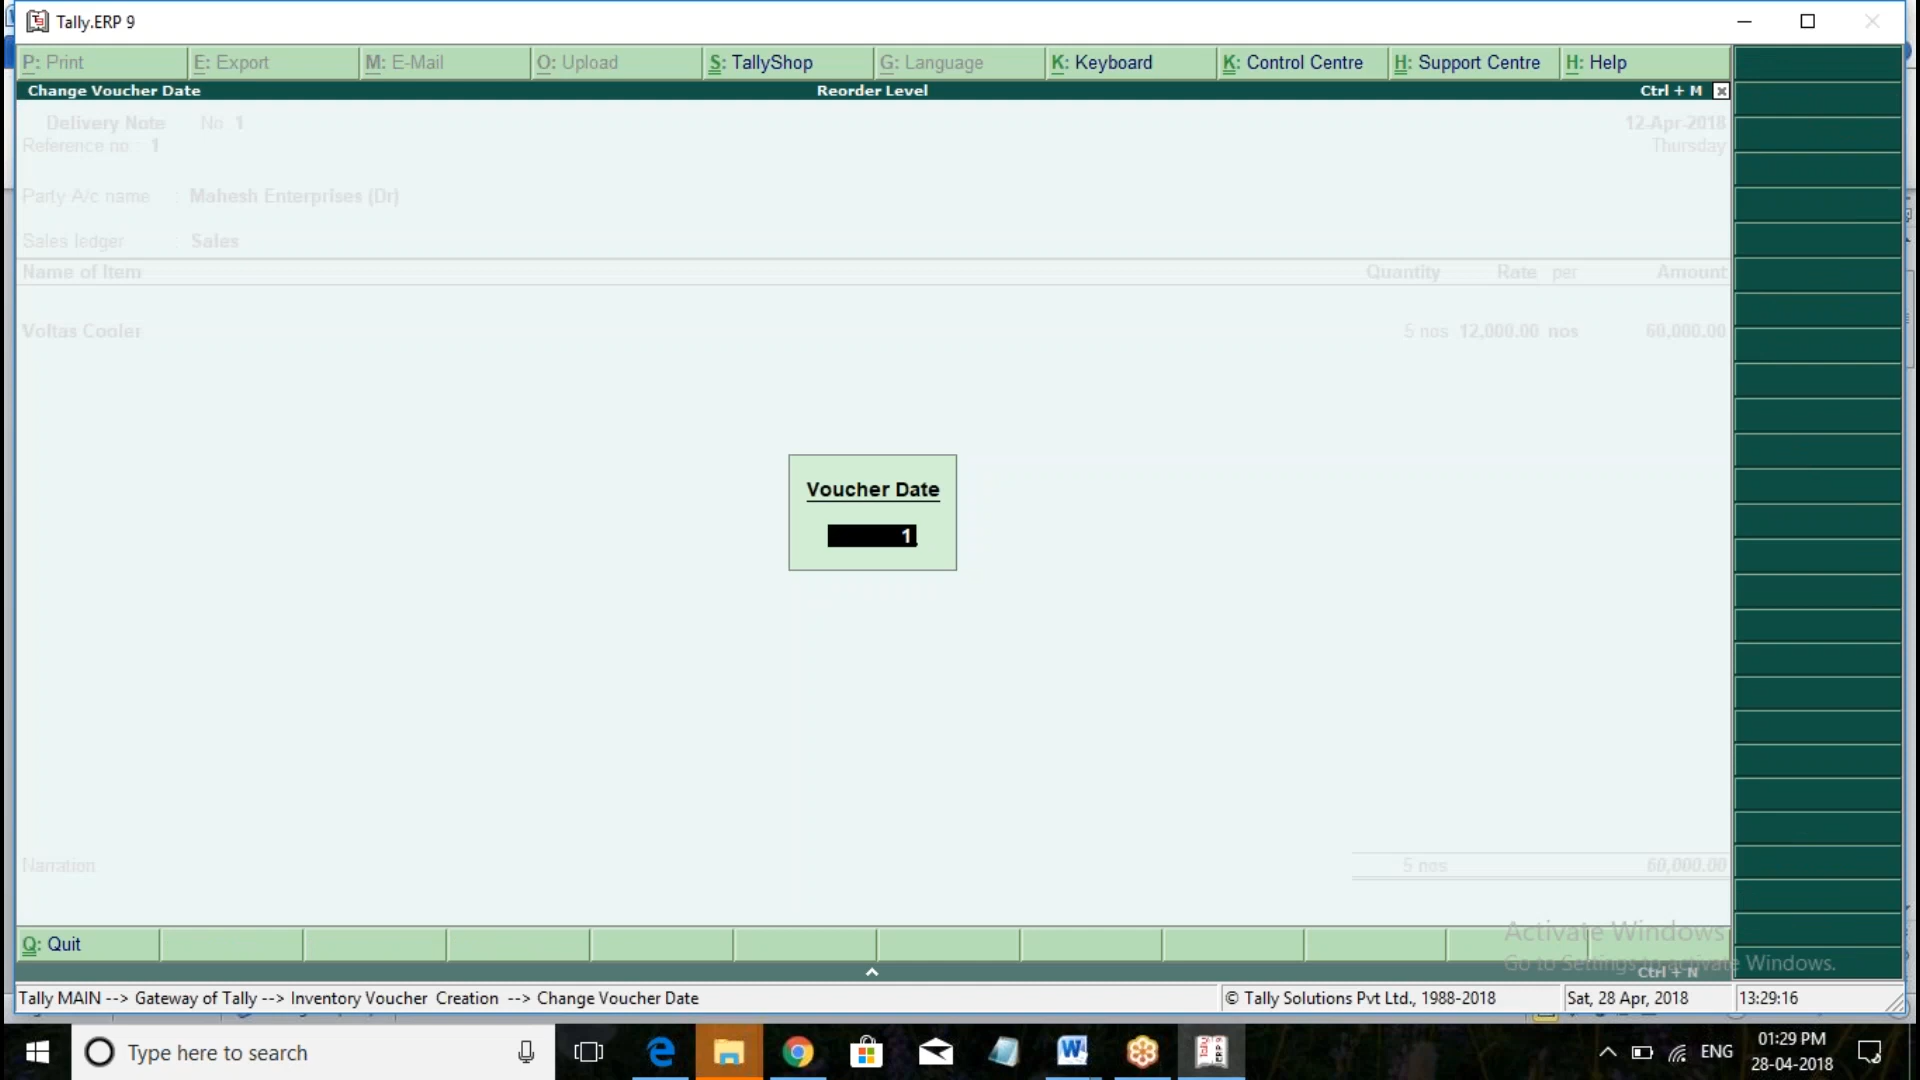 Tally.ERP 9
P: Print E: Export M: E-Mail O: Upload S: TallyShop G: Language K: Keyboard K: Control Centre H: Support Centre H: Help
Change Voucher Date Reorder Level Ctrl + M
Delivery Note No 1 12-Apr-2018
Reference no: 1 Thursday
Party A/c name : Mahesh Enterprises (Dr)
Sales ledger : Sales
Name of Item Quantity Rate per Amount
Voltas Cooler 5 nos 12,000.00 nos 60,000.00
Voucher Date
1
Narration 5 nos 60,000.00
Activate Windows
Go to Settings to activate Windows.
Q: Quit
Ctrl + N
Tally MAIN --> Gateway of Tally --> Inventory Voucher Creation --> Change Voucher Date © Tally Solutions Pvt Ltd., 1988-2018 Sat, 28 Apr, 2018 13:29:16
Type here to search ENG 01:29 PM
28-04-2018